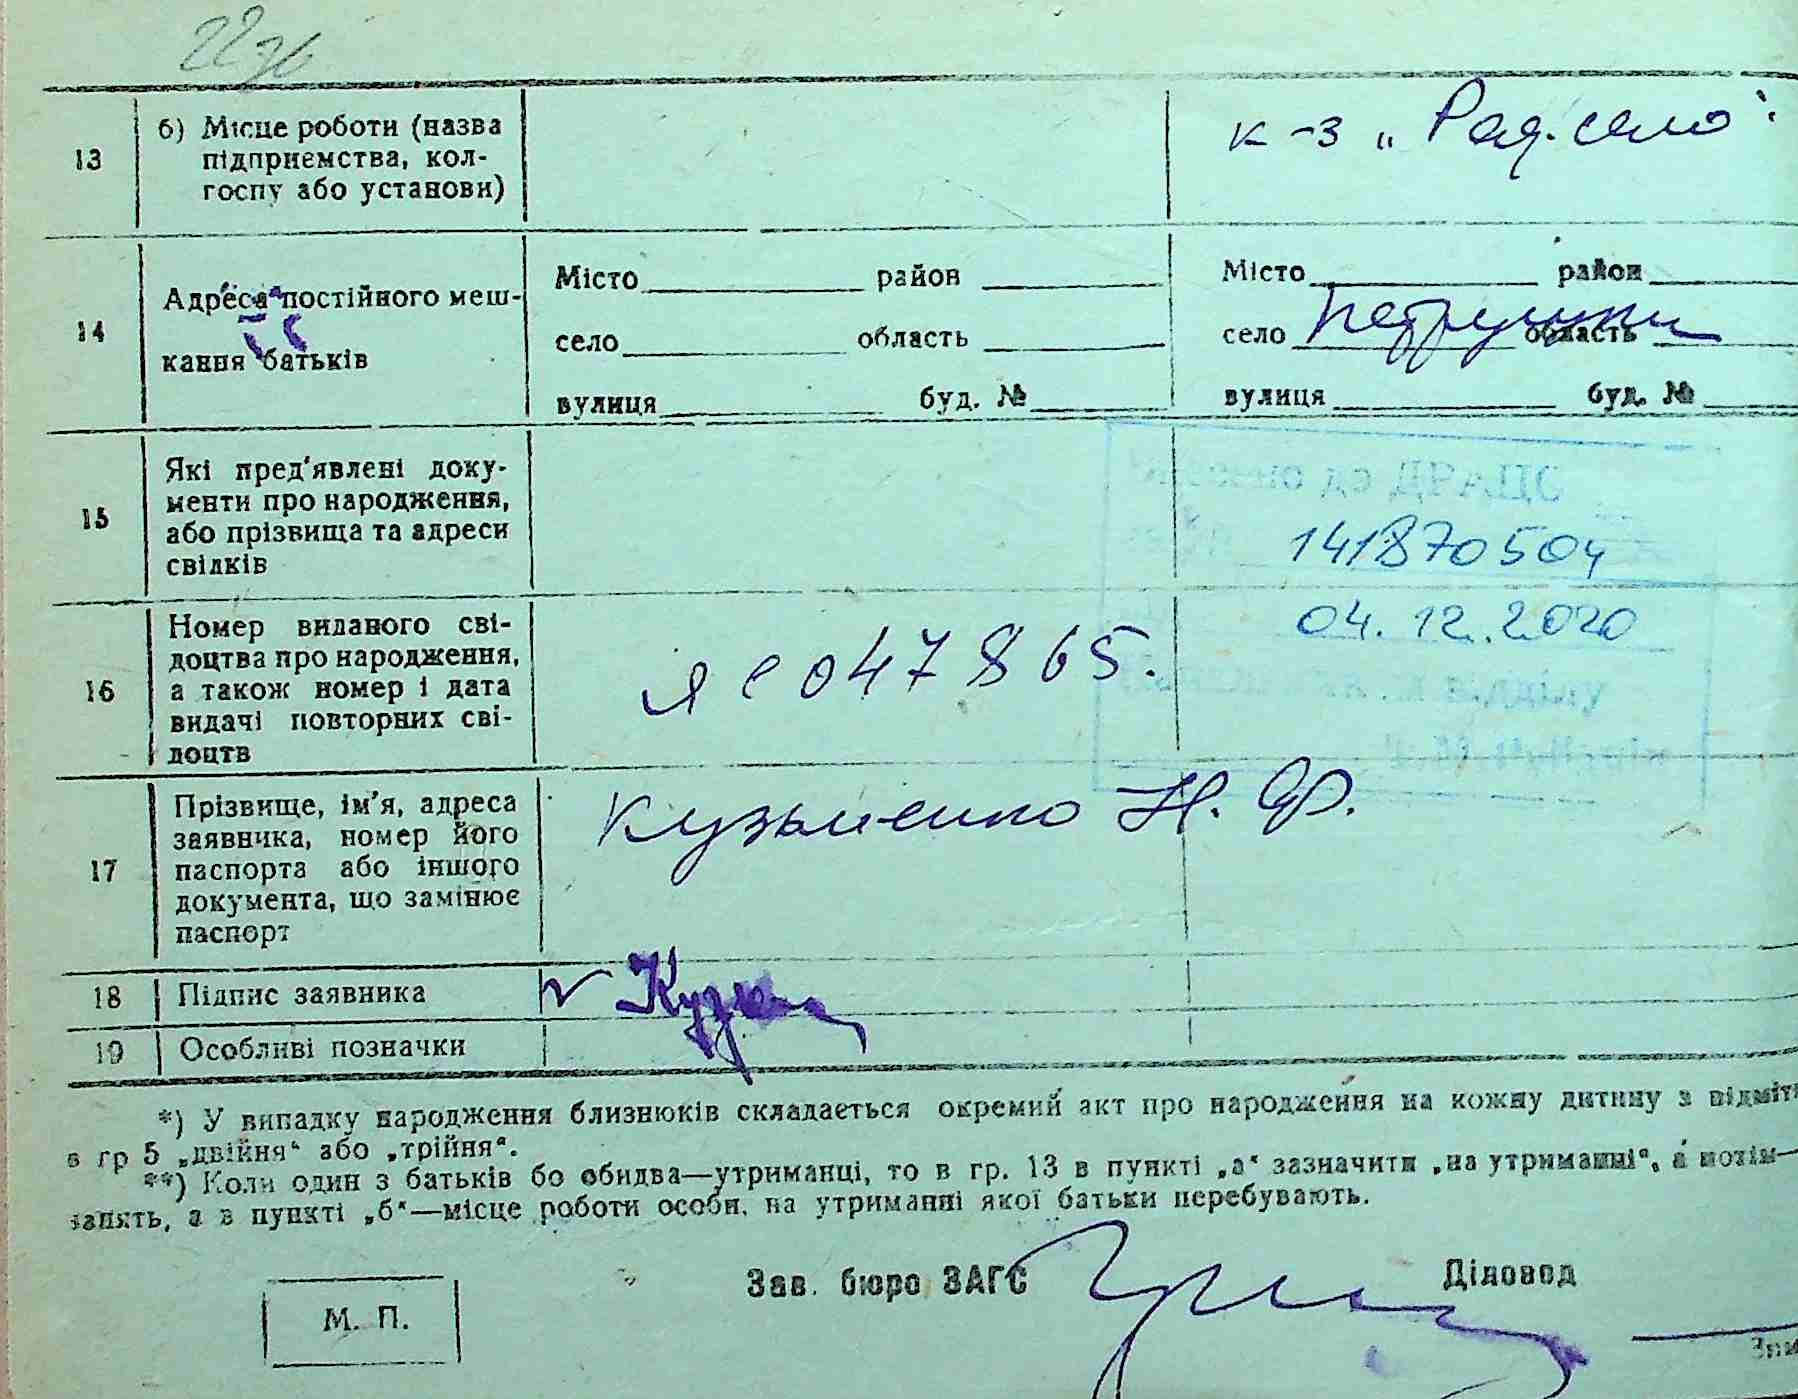 13
б) Місце роботи (назва
підприємства, кол-
госпу або установи)
к-з „Рад. село"
14
Адреса постійного меш-
кання батьків
Місто район
село область
вулиця буд. №
Місто район
село Петрушки область
вулиця буд. №
15
Які пред'явлені доку-
менти про народження,
або прізвища та адреси
свідків
ДРАЦС
141870504
04.12.2020
відділу
16
Номер виданого сві-
доцтва про народження,
а також номер і дата
видачі повторних сві-
доцтв
ЯС 047865.
17
Прізвище, ім'я, адреса
заявника, номер його
паспорта або іншого
документа, що замінює
паспорт
Кузьменко Н. Ф.
18
Підпис заявника
19
Особливі позначки
*) У випадку народження близнюків складається окремий акт про народження на кожну дитину з відміт
в гр 5 „двійня“ або „трійня“.
**) Коли один з батьків бо обидва—утриманці, то в гр. 13 в пункті „а“ зазначити „на утриманні“, а потім—
занять, а в пункті „б“—місце роботи особи, на утриманні якої батьки перебувають.
Зав. бюро ЗАГС
Діловод
М. П.